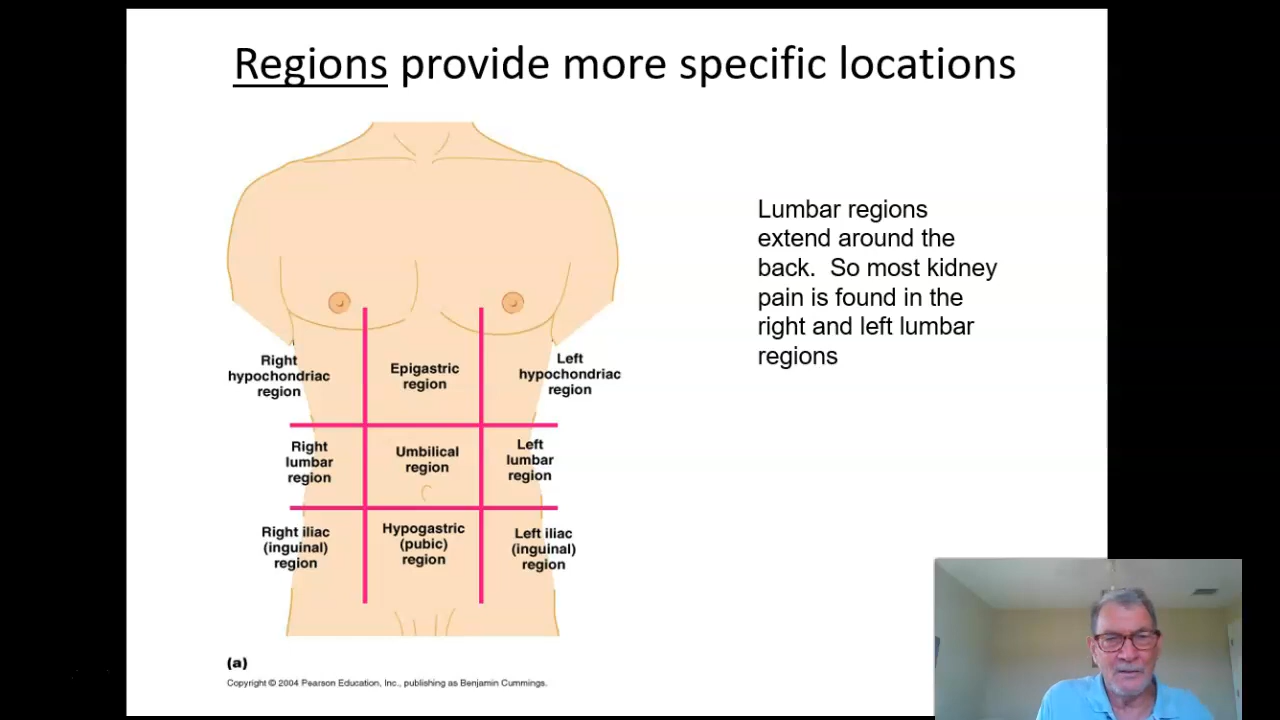 Regions provide more specific locations
Lumbar regions
extend around the
back.  So most kidney
pain is found in the
right and left lumbar
regions
Right
hypochondriac
region
Epigastric
region
Left
hypochondriac
region
Right
lumbar
region
Umbilical
region
Left
lumbar
region
Right iliac
(inguinal)
region
Hypogastric
(pubic)
region
Left iliac
(inguinal)
region
(a)
Copyright © 2004 Pearson Education, Inc., publishing as Benjamin Cummings.